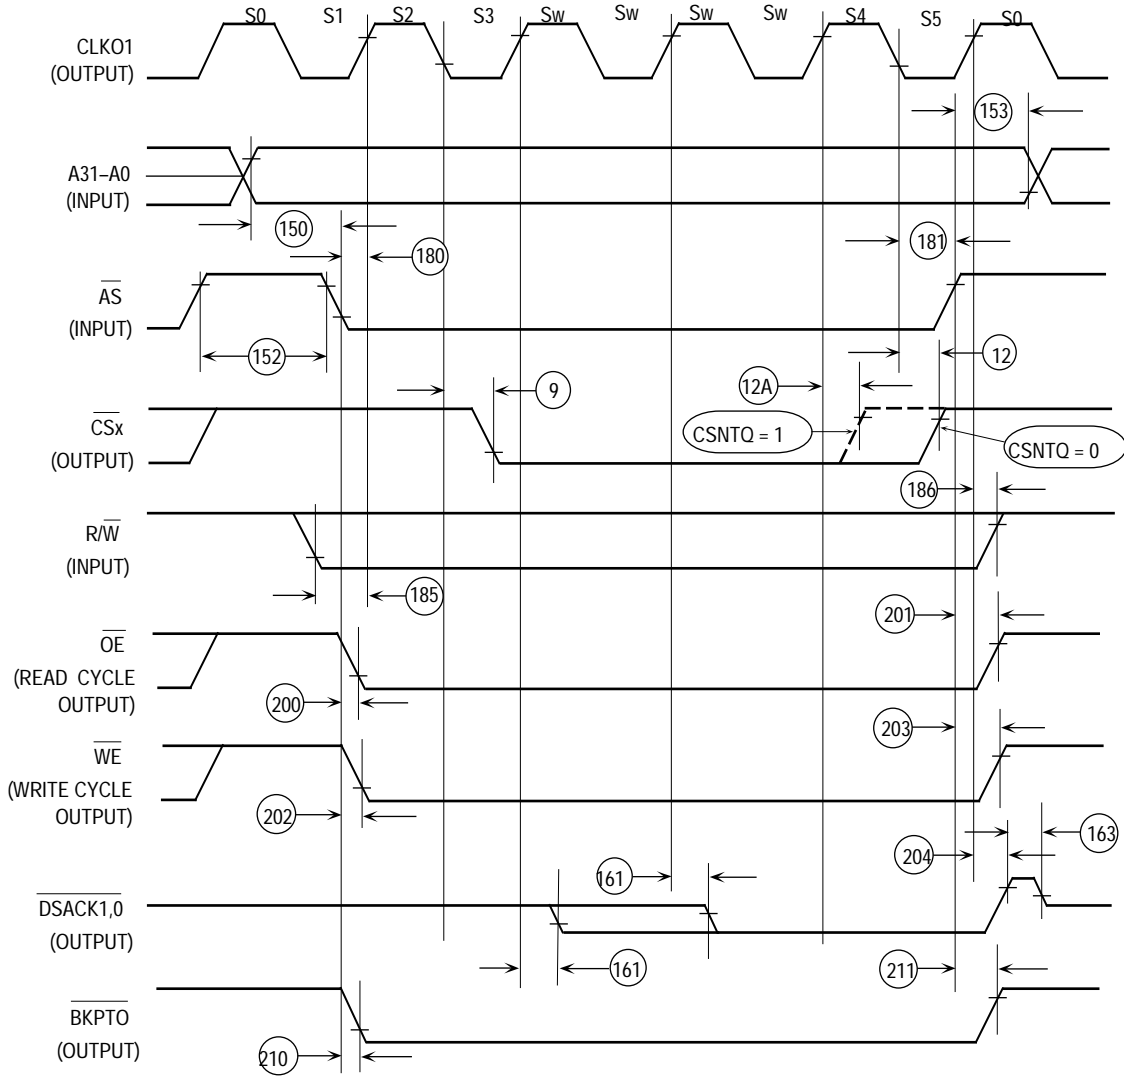 S0 S1 S2 S3 Sw Sw Sw Sw S4 S5 S0
CLKO1
(OUTPUT)
153
A31–A0
(INPUT)
150
180
181
AS
(INPUT)
152
12
9
12A
CSx
(OUTPUT)
CSNTQ = 1
CSNTQ = 0
186
R/W
(INPUT)
185
201
OE
(READ CYCLE
OUTPUT)
200
203
WE
(WRITE CYCLE
OUTPUT)
202
163
204
161
DSACK1,0
(OUTPUT)
161
211
BKPTO
(OUTPUT)
210